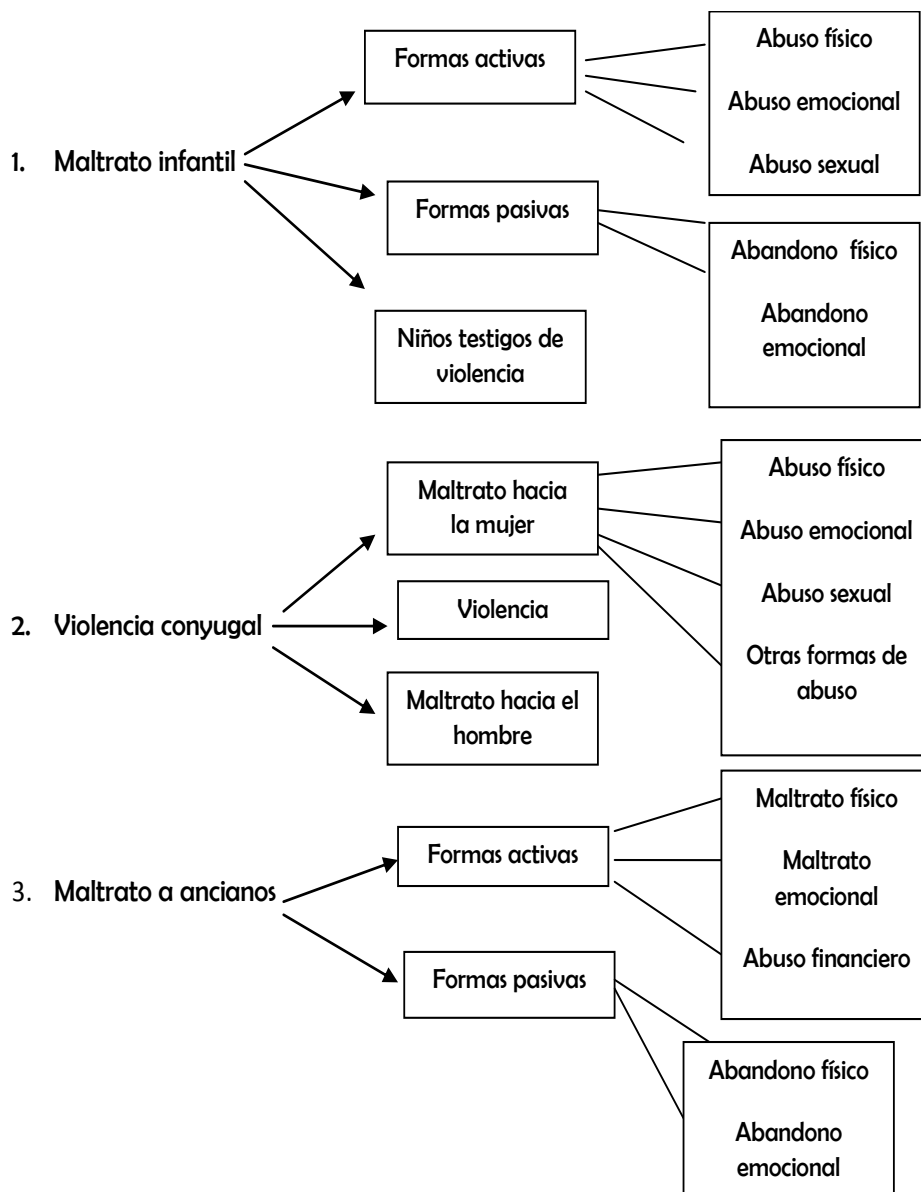 Formas activas
Abuso físico
Abuso emocional
Abuso sexual
1. Maltrato infantil
Formas pasivas
Abandono físico
Abandono
emocional
Niños testigos de
violencia
Maltrato hacia
la mujer
Abuso físico
Abuso emocional
Abuso sexual
Otras formas de
abuso
2. Violencia conyugal
Violencia
Maltrato hacia el
hombre
3. Maltrato a ancianos
Formas activas
Maltrato físico
Maltrato
emocional
Abuso financiero
Formas pasivas
Abandono físico
Abandono
emocional